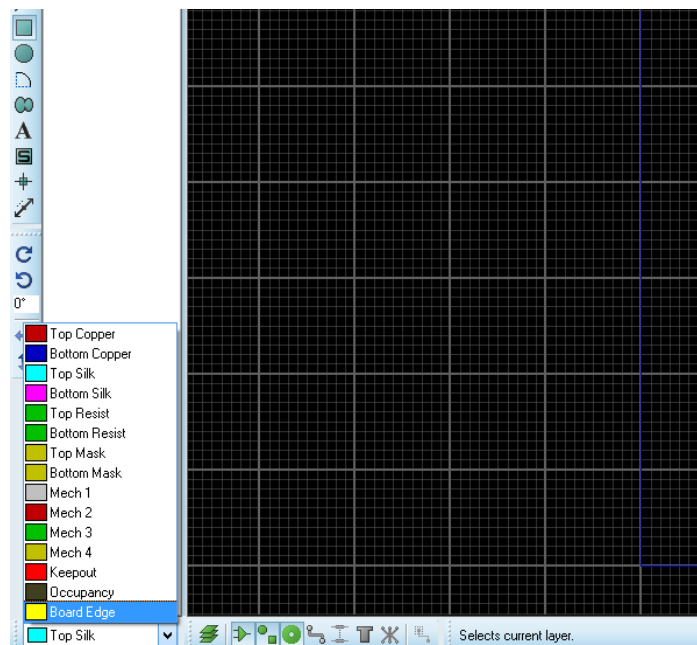 A
S
0°
Top Copper
Bottom Copper
Top Silk
Bottom Silk
Top Resist
Bottom Resist
Top Mask
Bottom Mask
Mech 1
Mech 2
Mech 3
Mech 4
Keepout
Occupancy
Board Edge
Top Silk
Selects current layer.